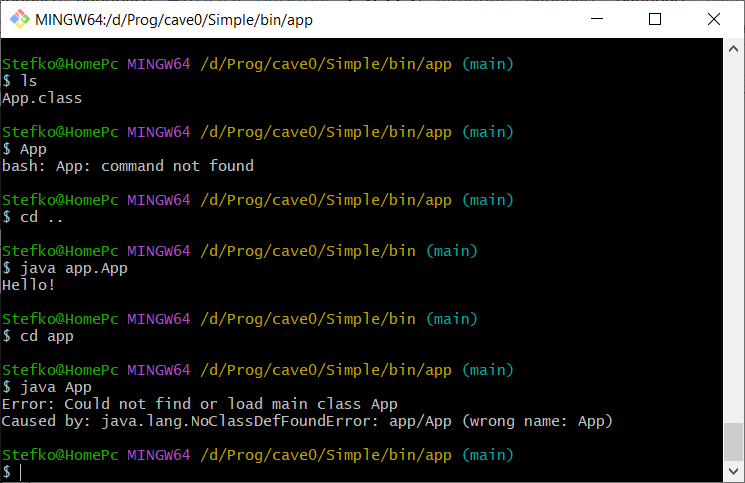 MINGW64:/d/Prog/cave0/Simple/bin/app
Stefko@HomePc MINGW64 /d/Prog/cave0/Simple/bin/app (main)
$ ls
App.class
Stefko@HomePc MINGW64 /d/Prog/cave0/Simple/bin/app (main)
$ App
bash: App: command not found
Stefko@HomePc MINGW64 /d/Prog/cave0/Simple/bin/app (main)
$ cd ..
Stefko@HomePc MINGW64 /d/Prog/cave0/Simple/bin (main)
$ java app.App
Hello!
Stefko@HomePc MINGW64 /d/Prog/cave0/Simple/bin (main)
$ cd app
Stefko@HomePc MINGW64 /d/Prog/cave0/Simple/bin/app (main)
$ java App
Error: Could not find or load main class App
Caused by: java.lang.NoClassDefFoundError: app/App (wrong name: App)
Stefko@HomePc MINGW64 /d/Prog/cave0/Simple/bin/app (main)
$